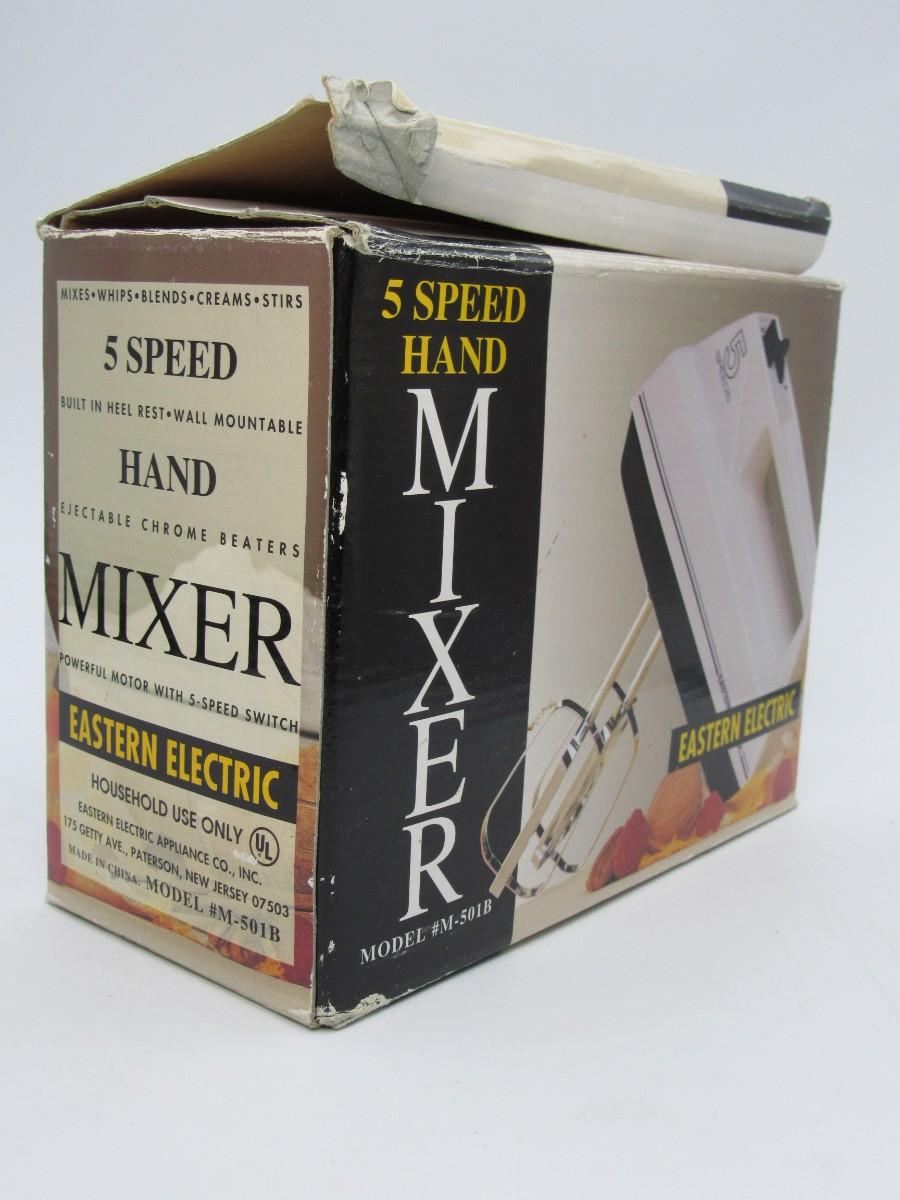 MIXES•WHIPS•BLENDS•CREAMS•STIRS
5 SPEED
BUILT IN HEEL REST•WALL MOUNTABLE
HAND
EJECTABLE CHROME BEATERS
MIXER
POWERFUL MOTOR WITH 5-SPEED SWITCH
EASTERN ELECTRIC
HOUSEHOLD USE ONLY
UL
EASTERN ELECTRIC APPLIANCE CO., INC.
175 GETTY AVE., PATERSON, NEW JERSEY 07503
MADE IN CHINA. MODEL #M-501B
5 SPEED
HAND
MIXER
MODEL #M-501B
5
EASTERN ELECTRIC